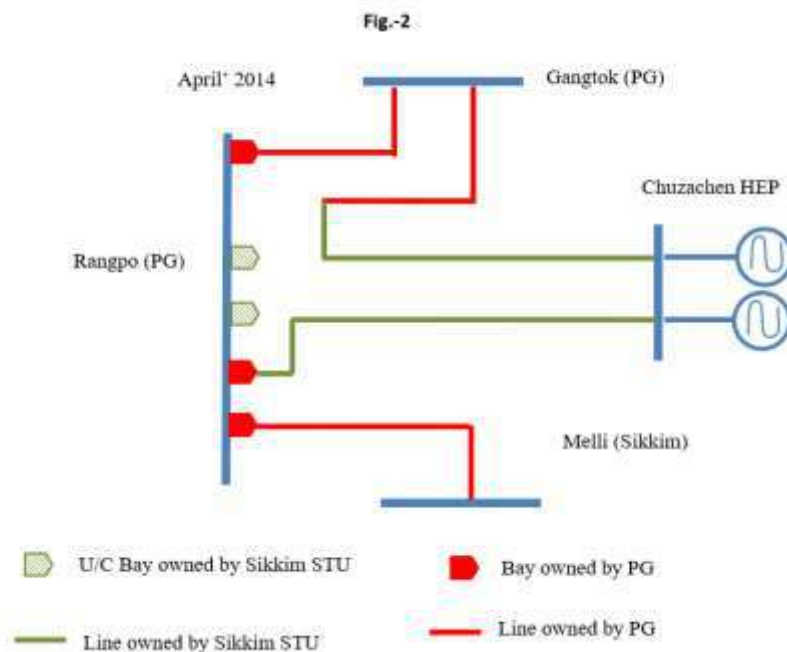 Fig.-2
April' 2014
Gangtok (PG)
Chuzachen HEP
Rangpo (PG)
Melli (Sikkim)
U/C Bay owned by Sikkim STU
Bay owned by PG
Line owned by Sikkim STU
Line owned by PG